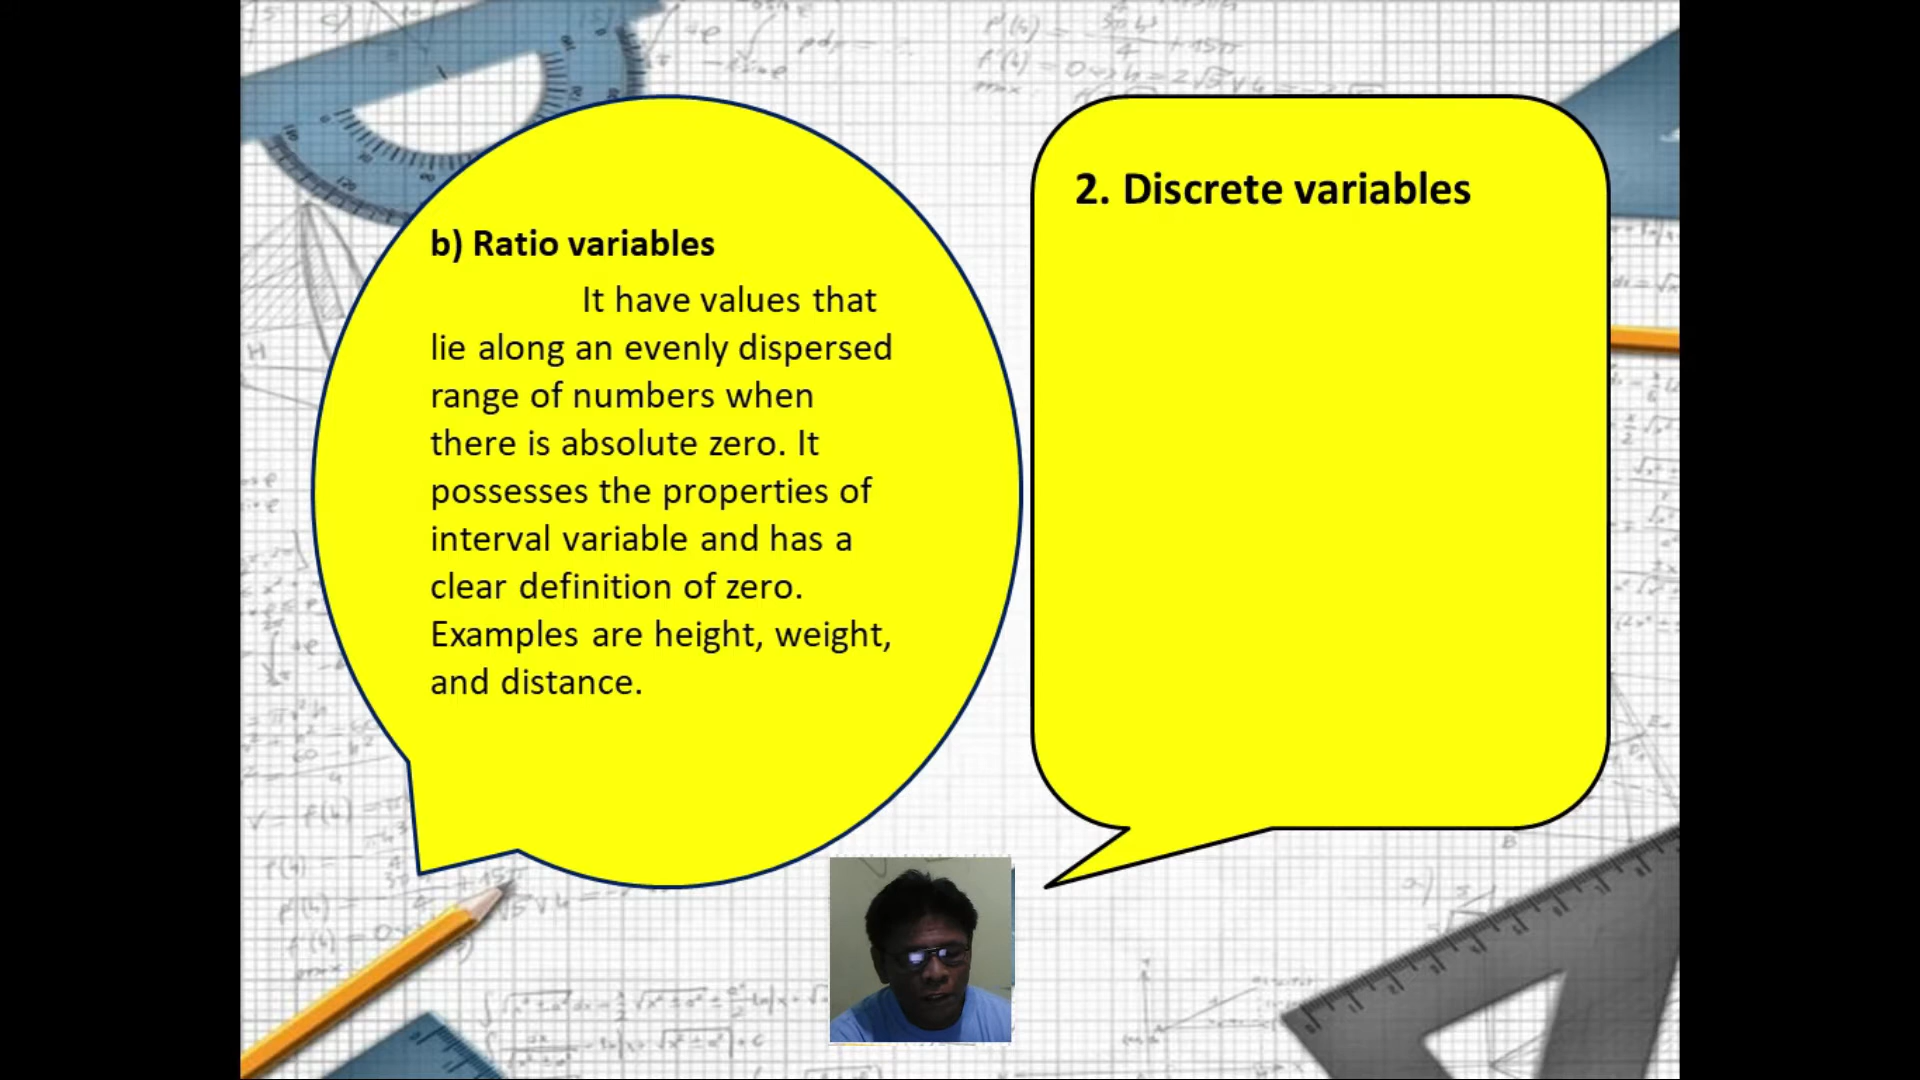 b) Ratio variables
It have values that
lie along an evenly dispersed
range of numbers when
there is absolute zero. It
possesses the properties of
interval variable and has a
clear definition of zero.
Examples are height, weight,
and distance.
2. Discrete variables